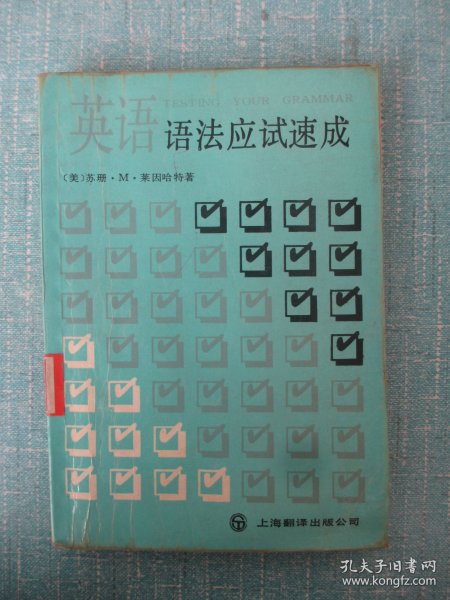 TESTING YOUR GRAMMAR
英语
语法应试速成
〔美〕苏珊·M·莱因哈特著
上海翻译出版公司
孔夫子旧书网
www.kongfz.com